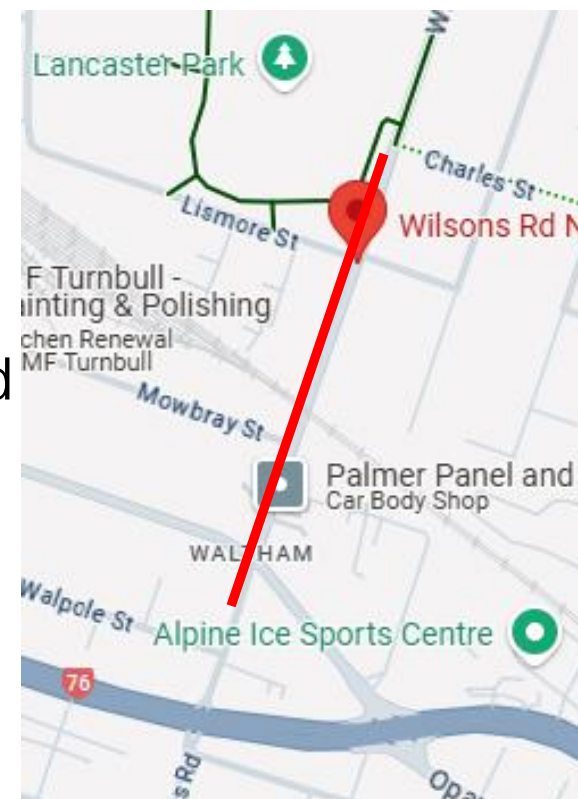 W
Lancaster Park
Charles St
Lismore St
Wilsons Rd N
F Turnbull -
inting & Polishing
chen Renewal
MF Turnbull
d
Mowbray St
Palmer Panel and
Car Body Shop
WALTHAM
Walpole St
Alpine Ice Sports Centre
76
s Rd
Opa